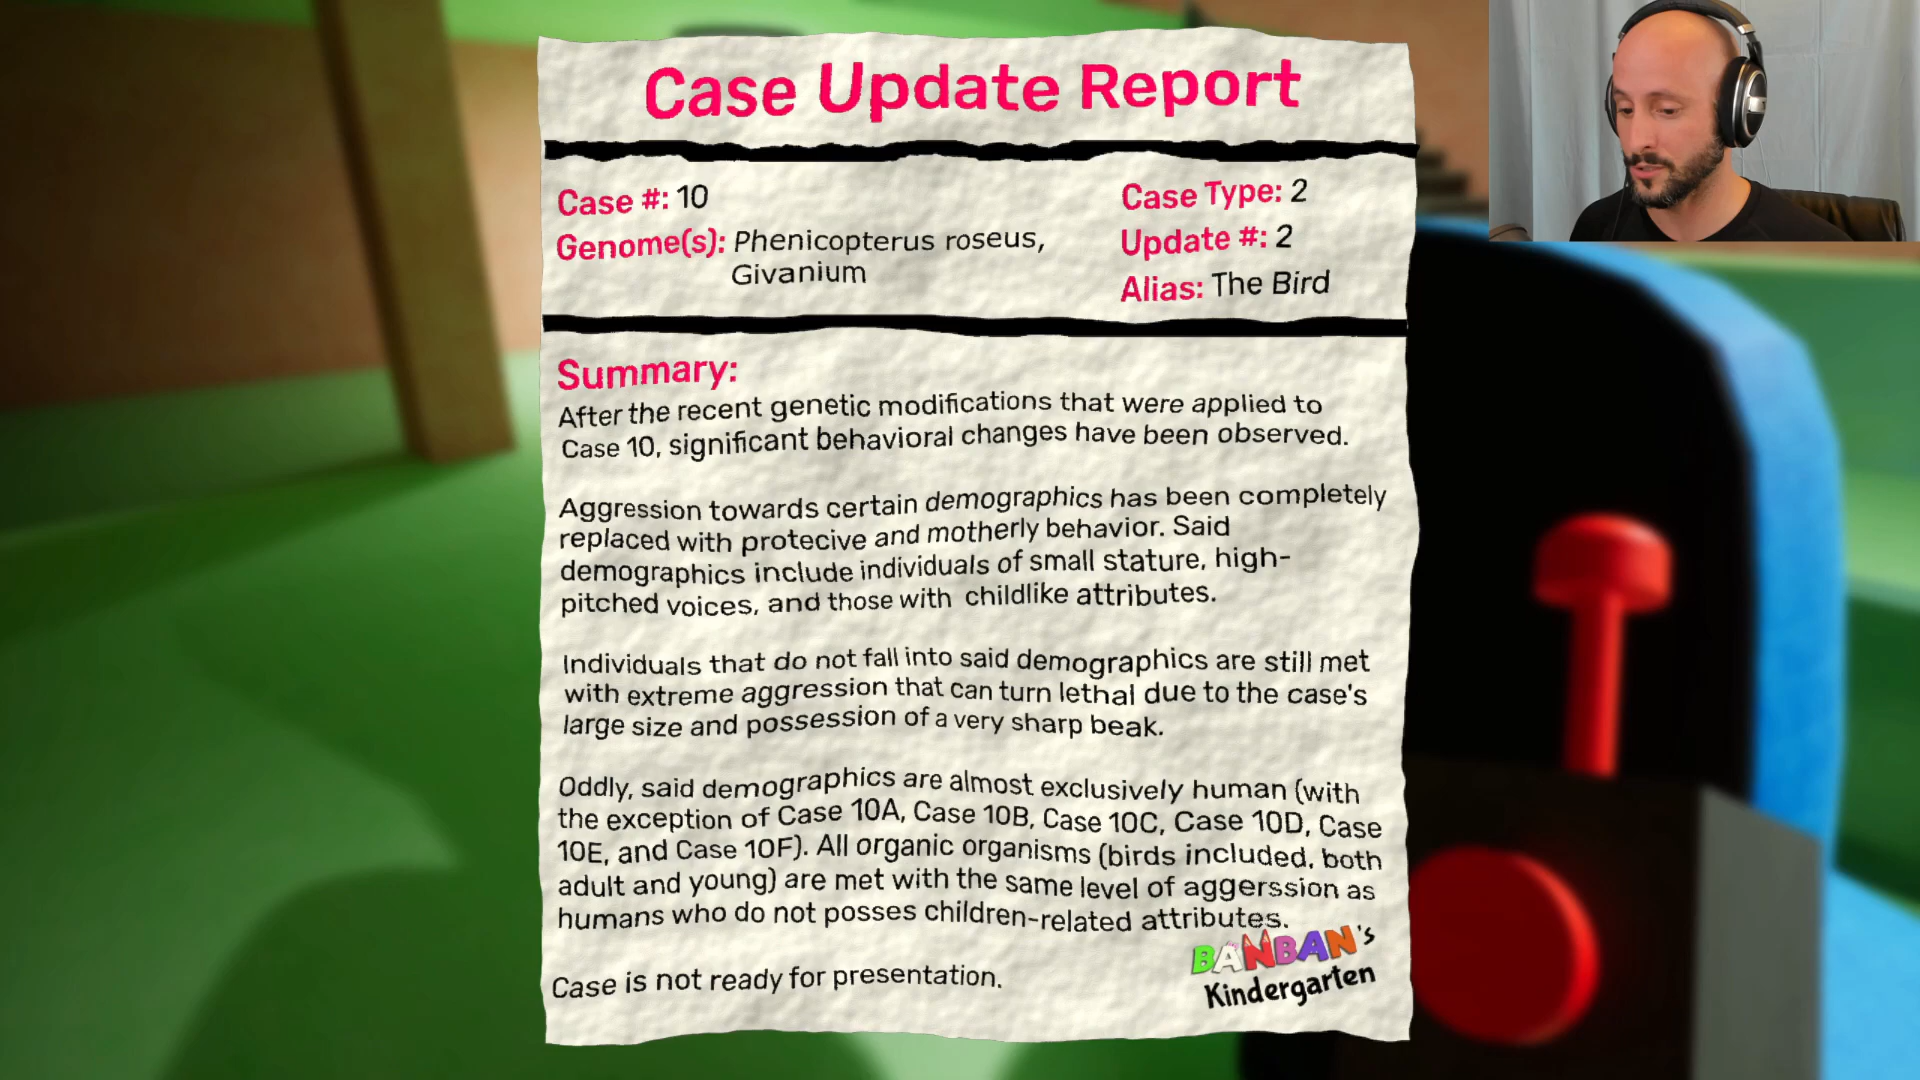 Case Update Report
Case #: 10
Genome(s): Phenicopterus roseus,
Givanium
Case Type: 2
Update #: 2
Alias: The Bird
Summary:
After the recent genetic modifications that were applied to
Case 10, significant behavioral changes have been observed.
Aggression towards certain demographics has been completely
replaced with protecive and motherly behavior. Said
demographics include individuals of small stature, high-
pitched voices, and those with childlike attributes.
Individuals that do not fall into said demographics are still met
with extreme aggression that can turn lethal due to the case's
large size and possession of a very sharp beak.
Oddly, said demographics are almost exclusively human (with
the exception of Case 10A, Case 10B, Case 10C, Case 10D, Case
10E, and Case 10F). All organic organisms (birds included, both
adult and young) are met with the same level of aggerssion as
humans who do not posses children-related attributes.
Case is not ready for presentation.
BANBAN's
Kindergarten